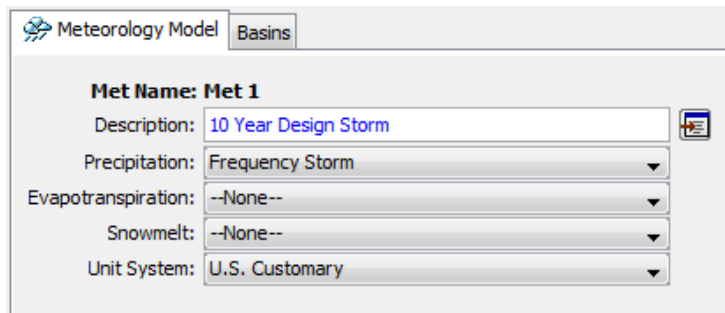 Meteorology Model Basins
Met Name: Met 1
Description: 10 Year Design Storm
Precipitation: Frequency Storm
Evapotranspiration: --None--
Snowmelt: --None--
Unit System: U.S. Customary